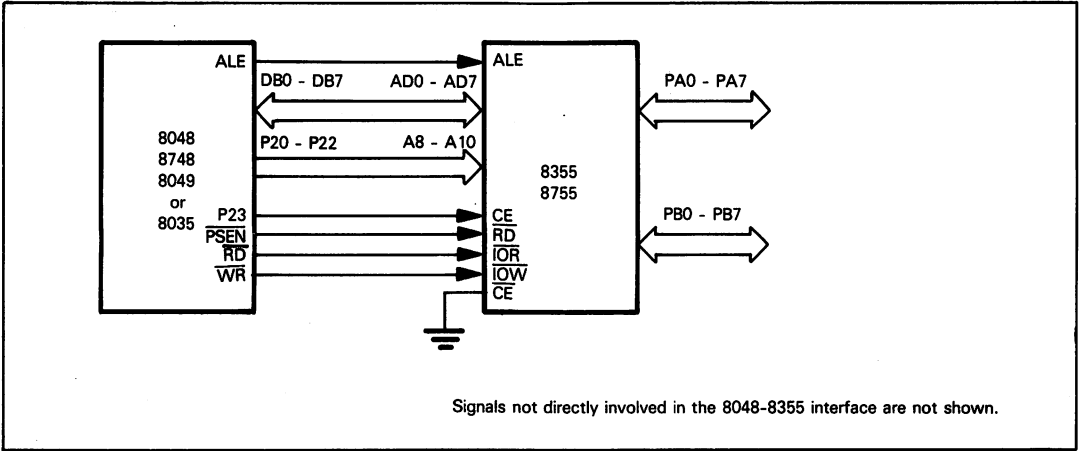 ALE
ALE
DB0 - DB7
AD0 - AD7
PA0 - PA7
8048
8748
8049
or
8035
P20 - P22
A8 - A10
8355
8755
P23
CE
PB0 - PB7
PSEN
RD
RD
IOR
WR
IOW
CE
Signals not directly involved in the 8048-8355 interface are not shown.